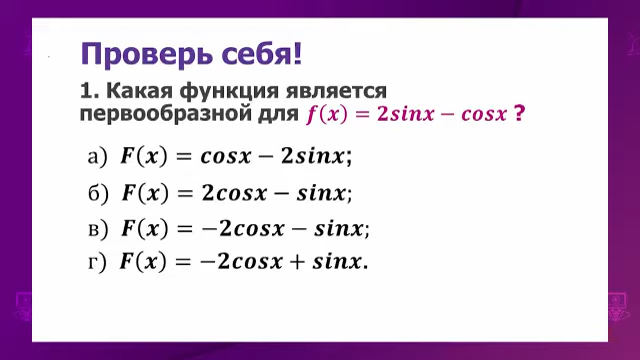 Проверь себя!
1. Какая функция является
первообразной для f(x) = 2sinx − cosx ?
а) F(x) = cosx − 2sinx;
б) F(x) = 2cosx − sinx;
в) F(x) = −2cosx − sinx;
г) F(x) = −2cosx + sinx.